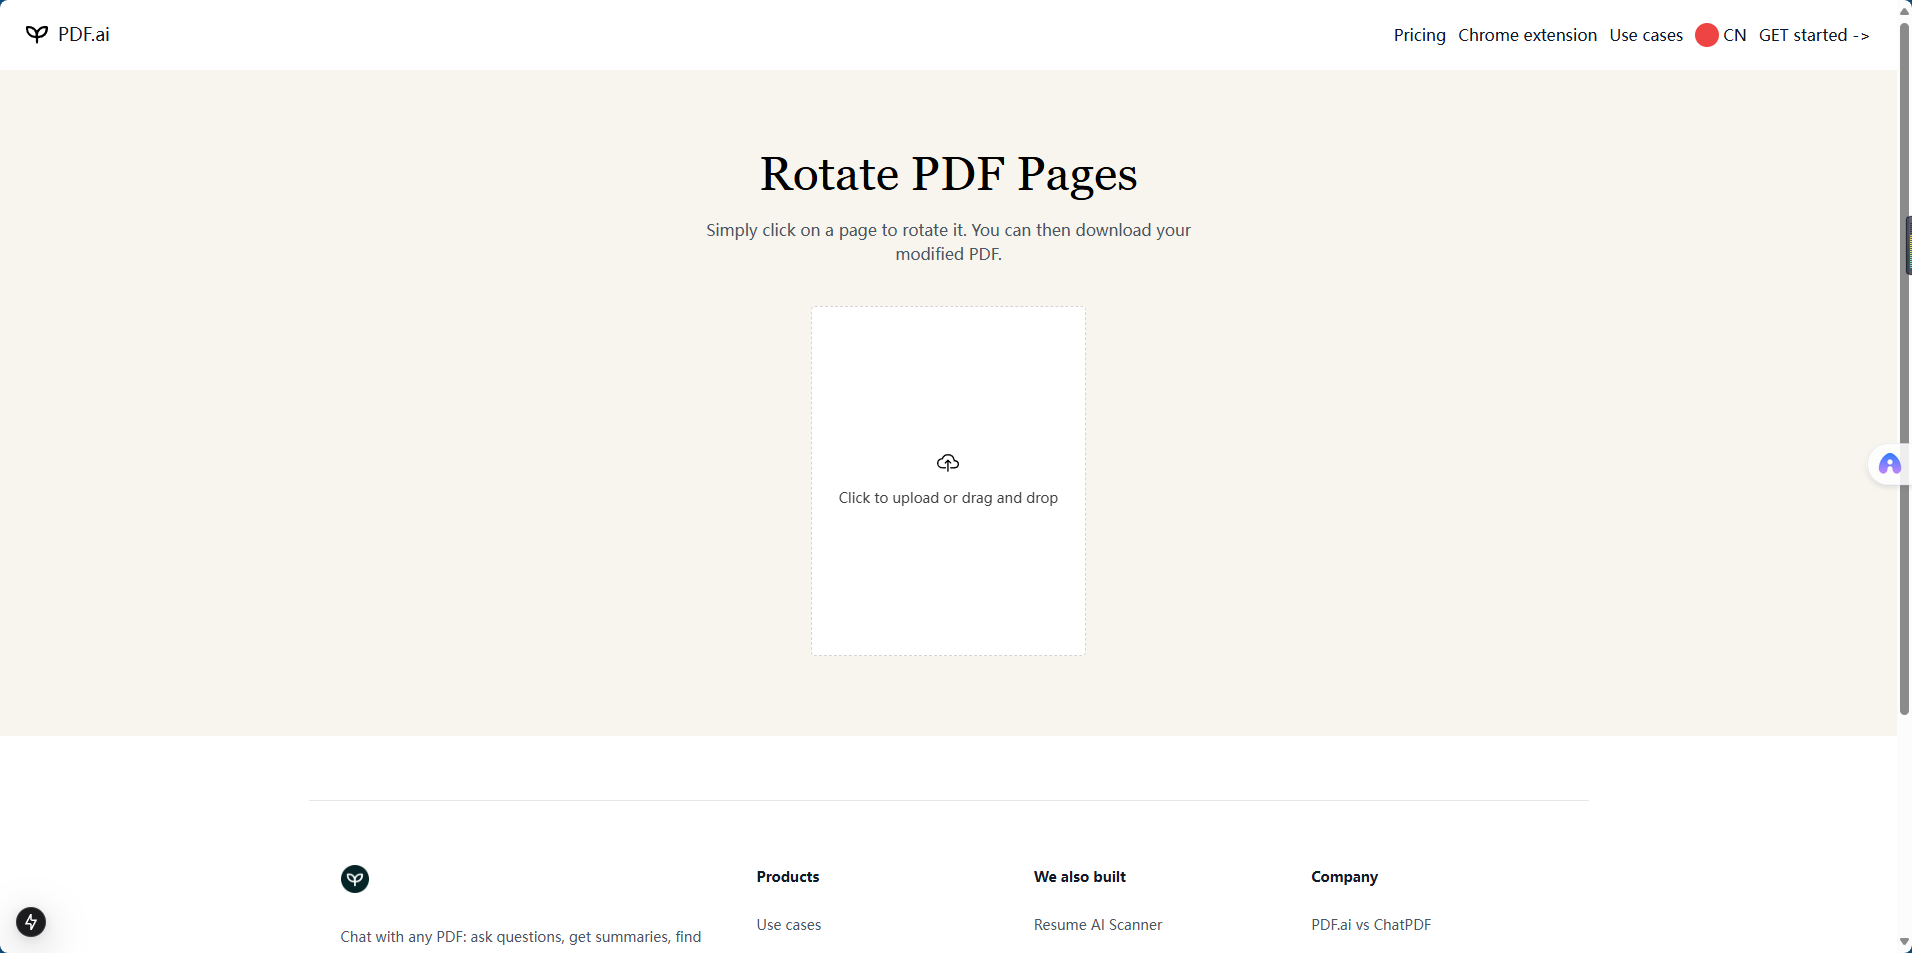 PDF.ai
Pricing Chrome extension Use cases CN GET started ->
Rotate PDF Pages
Simply click on a page to rotate it. You can then download your
modified PDF.
Click to upload or drag and drop
Products
We also built
Company
Use cases
Resume AI Scanner
PDF.ai vs ChatPDF
Chat with any PDF: ask questions, get summaries, find